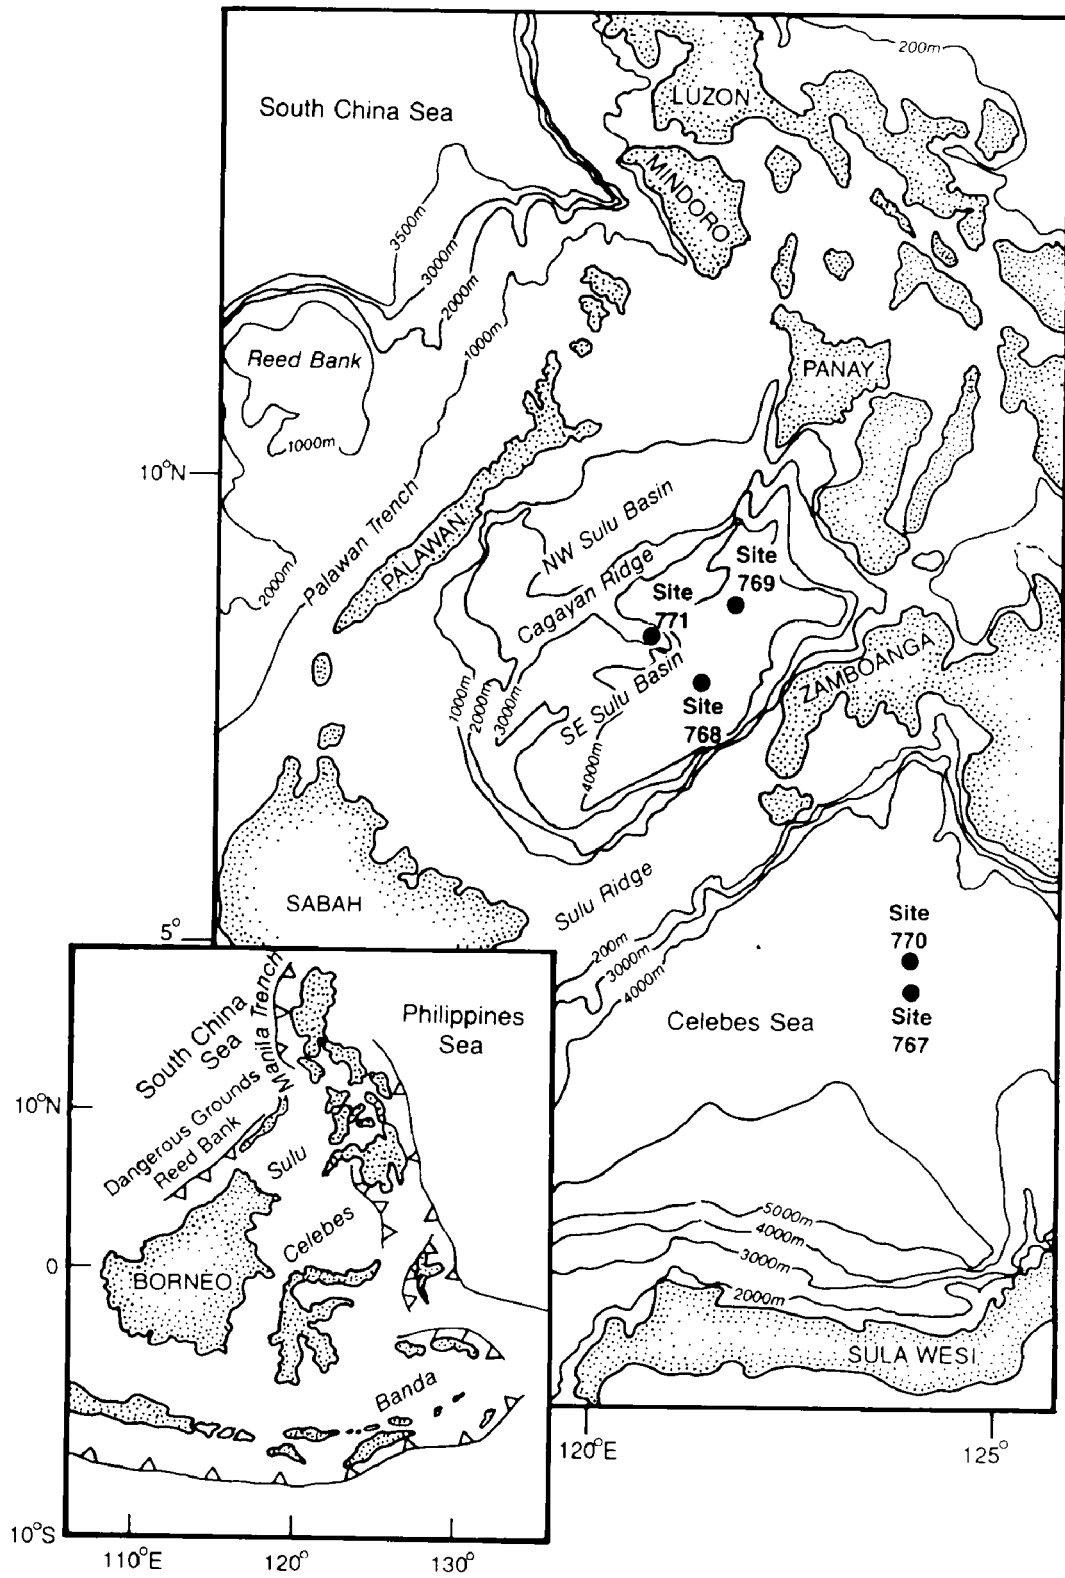 200m
South China Sea
LUZON
MINDORO
3500m
3000m
2000m
1000m
Reed Bank
1000m
PANAY
10°N
NW Sulu Basin
Palawan Trench
PALAWAN
Cagayan Ridge
Site
769
Site
771
2000m
ZAMBOANGA
1000m
2000m
3000m
SE Sulu Basin
Site
768
4000m
SABAH
Sulu Ridge
5°
200m
3000m
4000m
Site
770
Celebes Sea
Site
767
5000m
4000m
3000m
2000m
SULA WESI
120°E
125°
South China
Sea
Manila Trench
Philippines
Sea
10°N
Dangerous Grounds
Reed Bank
Sulu
Celebes
0
BORNEO
Banda
10°S
110°E
120°
130°